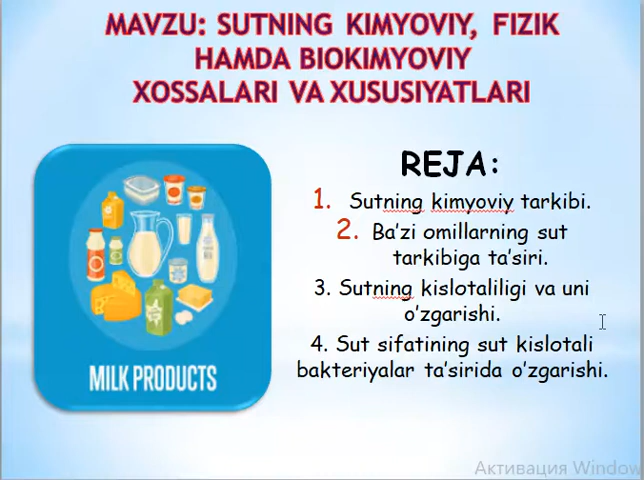 MAVZU: SUTNING KIMYOVIY, FIZIK
HAMDA BIOKIMYOVIY
XOSSALARI VA XUSUSIYATLARI
REJA:
1. Sutning kimyoviy tarkibi.
2. Ba’zi omillarning sut
tarkibiga ta’siri.
3. Sutning kislotaliligi va uni
o’zgarishi.
4. Sut sifatining sut kislotali
bakteriyalar ta’sirida o’zgarishi.
MILK PRODUCTS
Активация Window